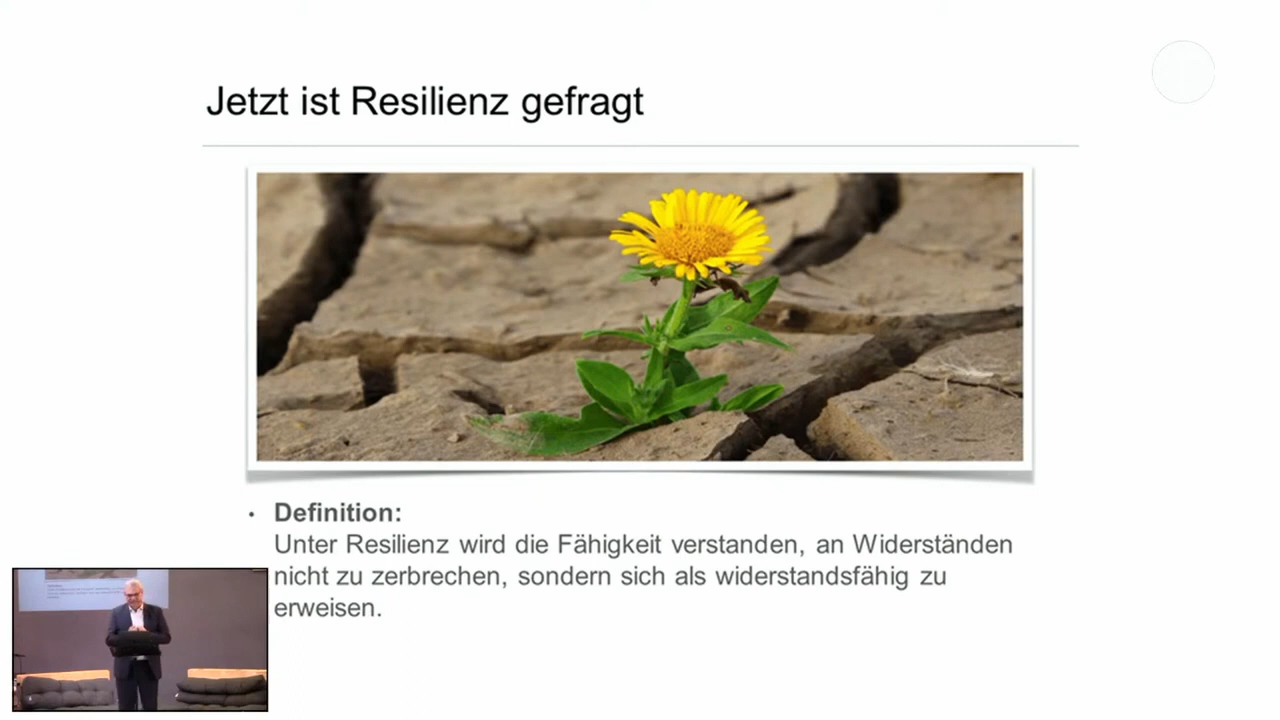 Jetzt ist Resilienz gefragt
• Definition:
Unter Resilienz wird die Fähigkeit verstanden, an Widerständen
nicht zu zerbrechen, sondern sich als widerstandsfähig zu
erweisen.